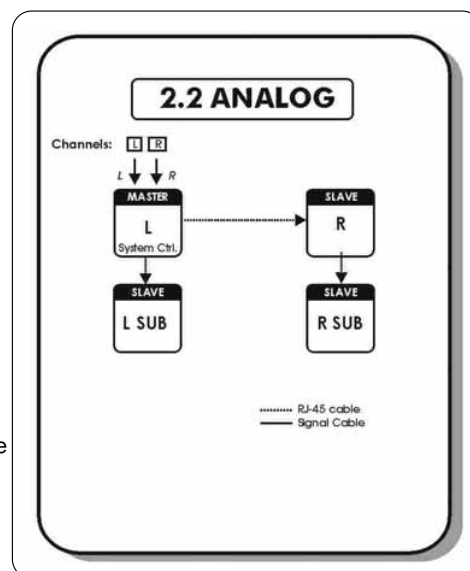 2.2 ANALOG
Channels: L R
L R
MASTER
L
System Ctrl.
SLAVE
R
SLAVE
L SUB
SLAVE
R SUB
RJ-45 cable
Signal Cable
e